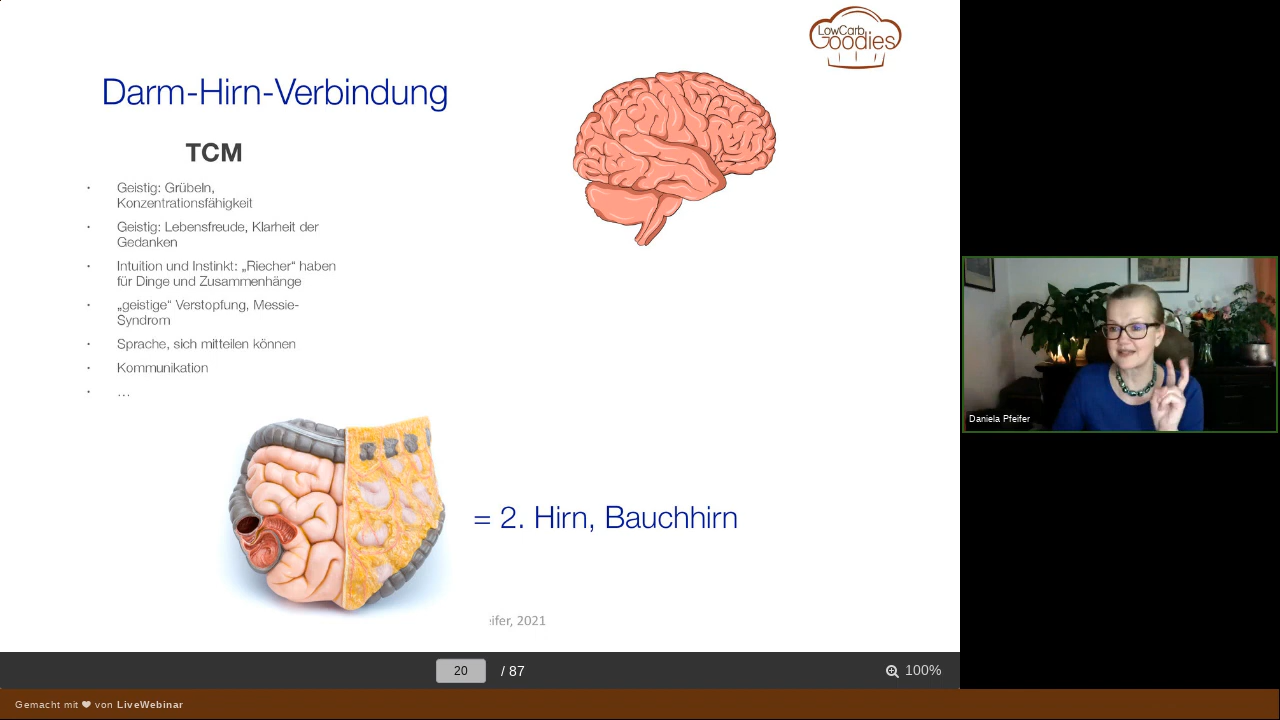 LowCarb
Goodies
Darm-Hirn-Verbindung
TCM
· Geistig: Grübeln,
Konzentrationsfähigkeit
· Geistig: Lebensfreude, Klarheit der
Gedanken
· Intuition und Instinkt: „Riecher“ haben
für Dinge und Zusammenhänge
· „geistige“ Verstopfung, Messie-
Syndrom
· Sprache, sich mitteilen können
· Kommunikation
· …
Daniela Pfeifer
= 2. Hirn, Bauchhirn
eifer, 2021
20 / 87
100%
Gemacht mit ❤ von LiveWebinar